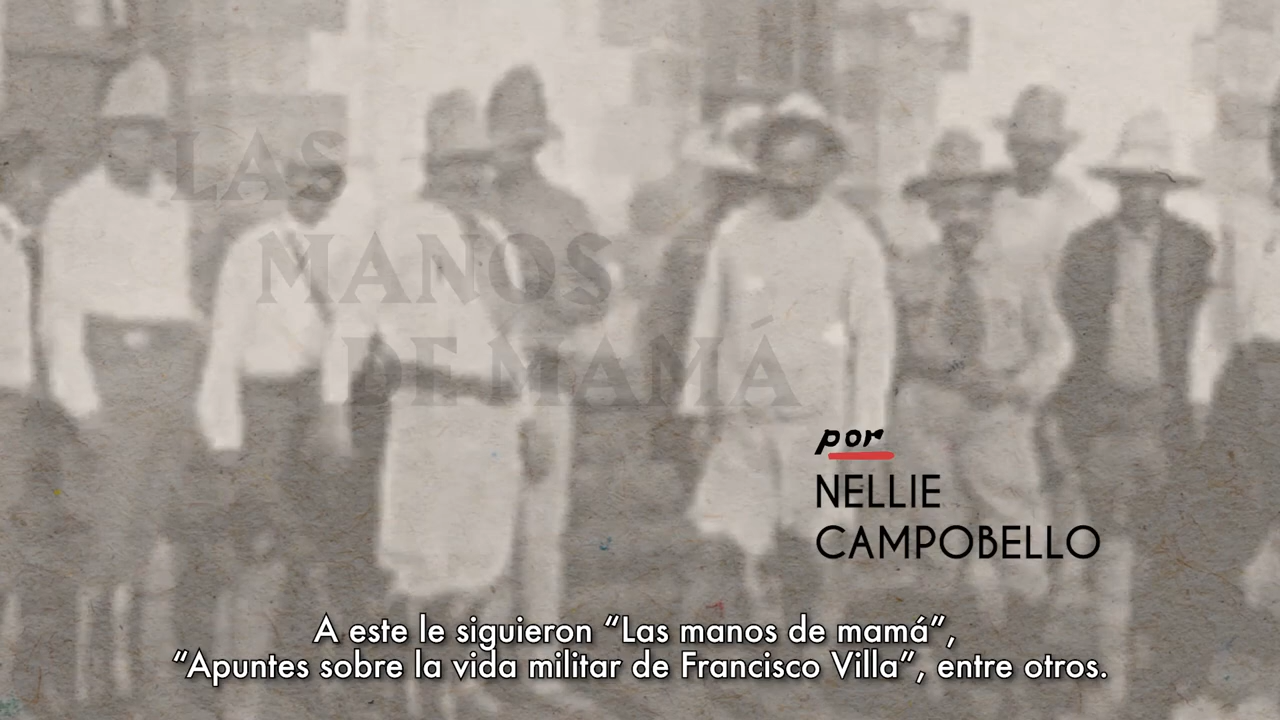 LAS
MANOS
DE MAMÁ
por
NELLIE
CAMPOBELLO
A este le siguieron “Las manos de mamá”,
“Apuntes sobre la vida militar de Francisco Villa”, entre otros.